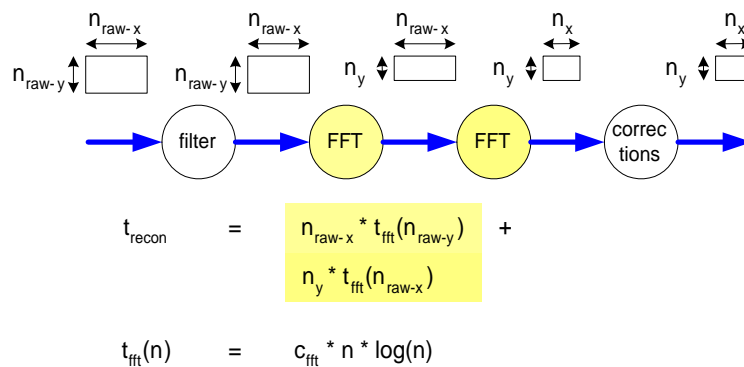 n_raw-x n_raw-x n_raw-x n_x n_x
n_raw-y n_raw-y n_y n_y n_y
filter FFT FFT correc
tions
t_recon = n_raw-x * t_fft(n_raw-y) +
n_y * t_fft(n_raw-x)
t_fft(n) = c_fft * n * log(n)